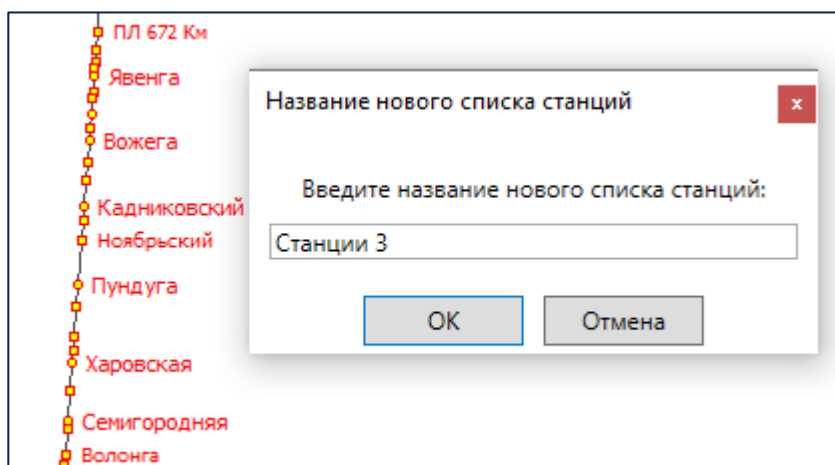 ПЛ 672 Км
Явенга
Вожега
Кадниковский
Ноябрьский
Пундуга
Харовская
Семигородняя
Волонга
Название нового списка станций
x
Введите название нового списка станций:
Станции 3
ОК
Отмена